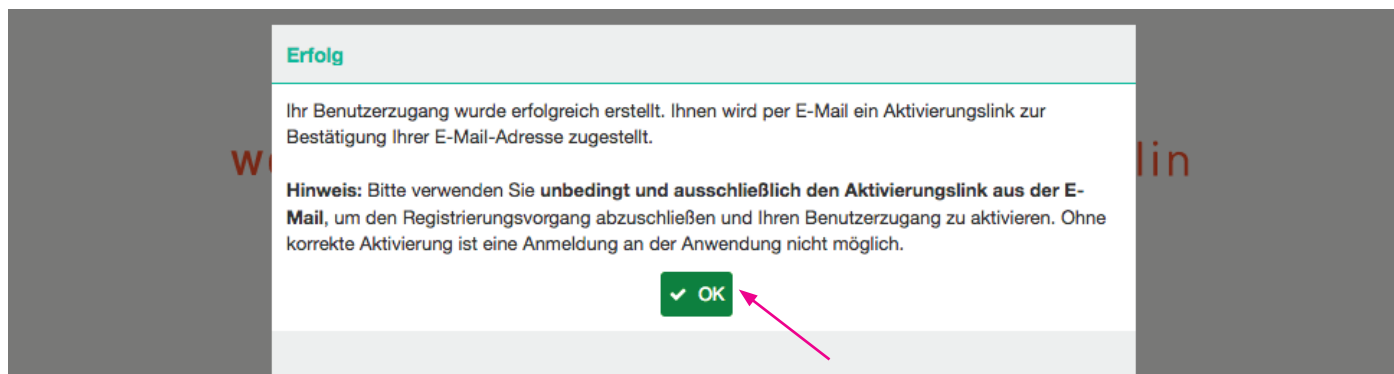 Erfolg
Ihr Benutzerzugang wurde erfolgreich erstellt. Ihnen wird per E-Mail ein Aktivierungslink zur
Bestätigung Ihrer E-Mail-Adresse zugestellt.
Hinweis: Bitte verwenden Sie unbedingt und ausschließlich den Aktivierungslink aus der E-
Mail, um den Registrierungsvorgang abzuschließen und Ihren Benutzerzugang zu aktivieren. Ohne
korrekte Aktivierung ist eine Anmeldung an der Anwendung nicht möglich.
OK